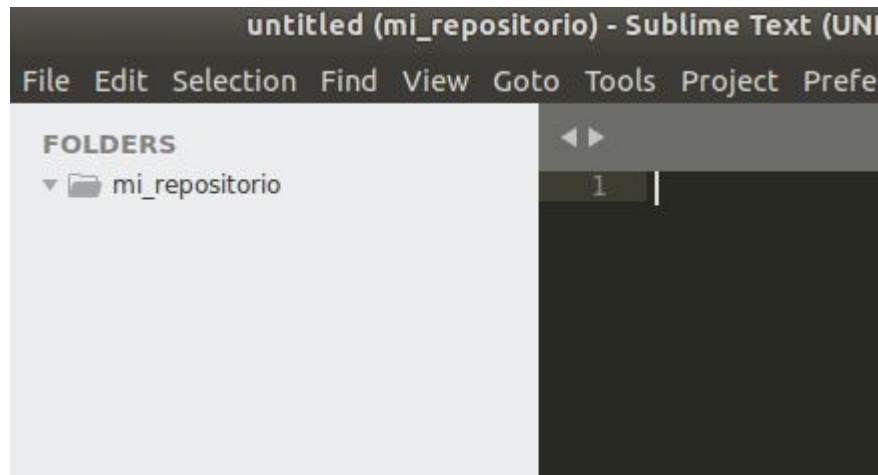 untitled (mi_repositorio) - Sublime Text (UN
File Edit Selection Find View Goto Tools Project Prefe
FOLDERS
mi_repositorio
1